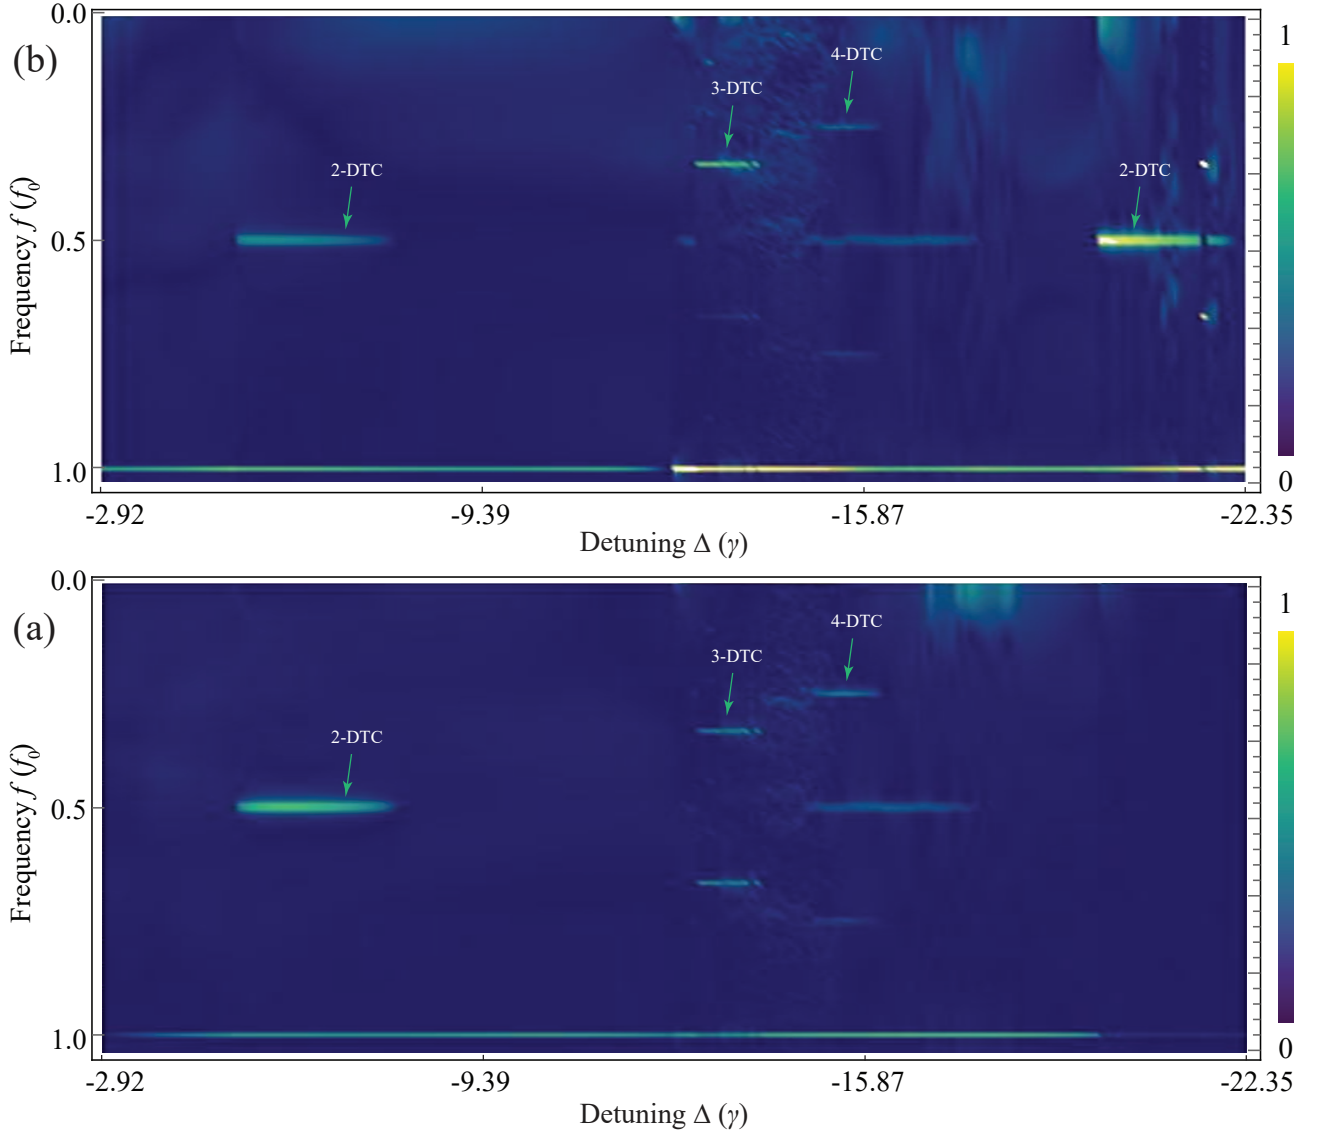 0.0
(b)
1
4-DTC
3-DTC
2-DTC
2-DTC
0.5
Frequency f (f₀)
1.0
0
-2.92
-9.39
-15.87
-22.35
Detuning Δ (γ)
0.0
(a)
1
4-DTC
3-DTC
2-DTC
0.5
Frequency f (f₀)
1.0
0
-2.92
-9.39
-15.87
-22.35
Detuning Δ (γ)